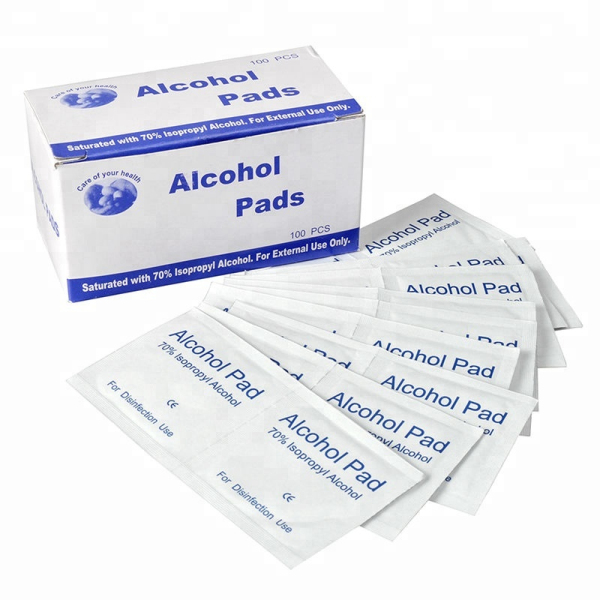 100 PCS
Care of your health
Alcohol
Pads
Saturated with 70% Isopropyl Alcohol. For External Use Only.
Care of your health
Alcohol
Pads
100 PCS
Saturated with 70% Isopropyl Alcohol. For External Use Only.
Alcohol Pad
Alcohol Pad
Alcohol Pad
Alcohol Pad
Alcohol Pad
70% Isopropyl Alcohol
CE
For Disinfection Use
Alcohol Pad
Alcohol Pad
70% Isopropyl Alcohol
CE
For Disinfection Use